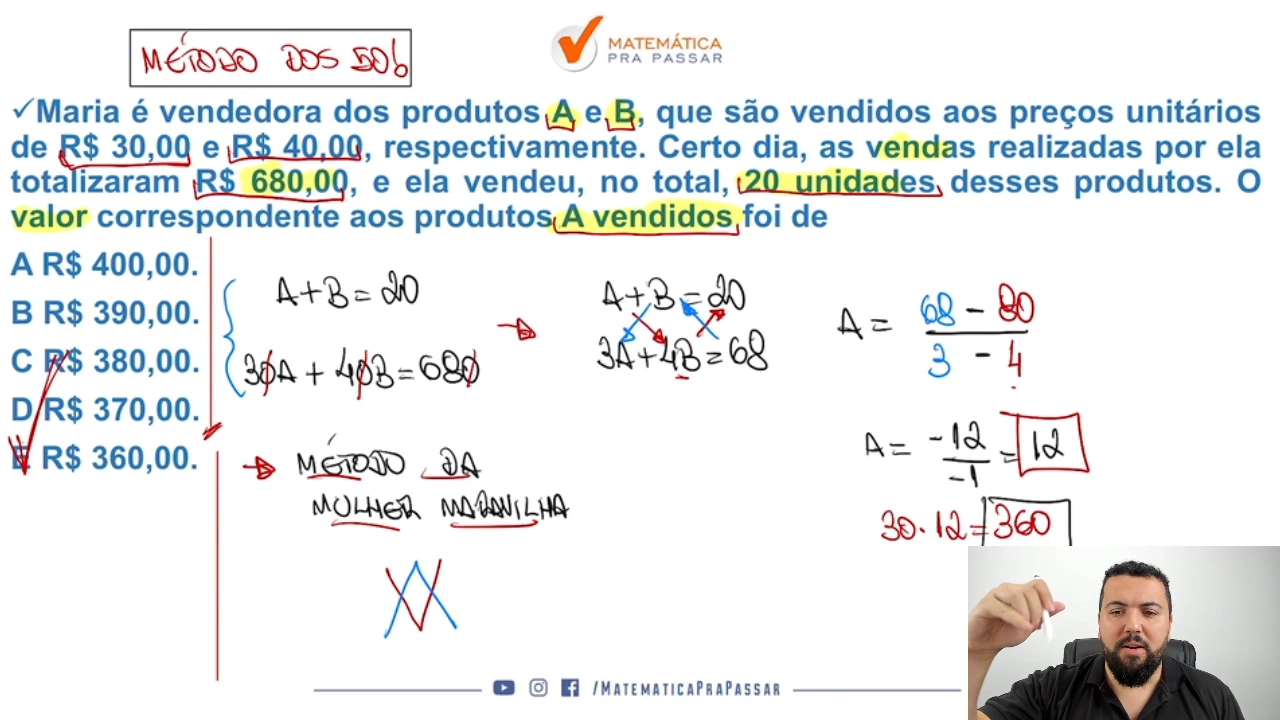 MÉTODO DOS 50%
MATEMÁTICA
PRA PASSAR
✓Maria é vendedora dos produtos A e B, que são vendidos aos preços unitários
de R$ 30,00 e R$ 40,00, respectivamente. Certo dia, as vendas realizadas por ela
totalizaram R$ 680,00, e ela vendeu, no total, 20 unidades desses produtos. O
valor correspondente aos produtos A vendidos foi de
A R$ 400,00.
B R$ 390,00.
C R$ 380,00.
D R$ 370,00.
E R$ 360,00.
A+B=20
30A + 40B=680
MÉTODO DA
MULHER MARAVILHA
A+B=20
3A+4B=68
A = 68 - 80
3 - 4
A = -12 = 12
-1
30.12=360
/MATEMATICAPRAPASSAR